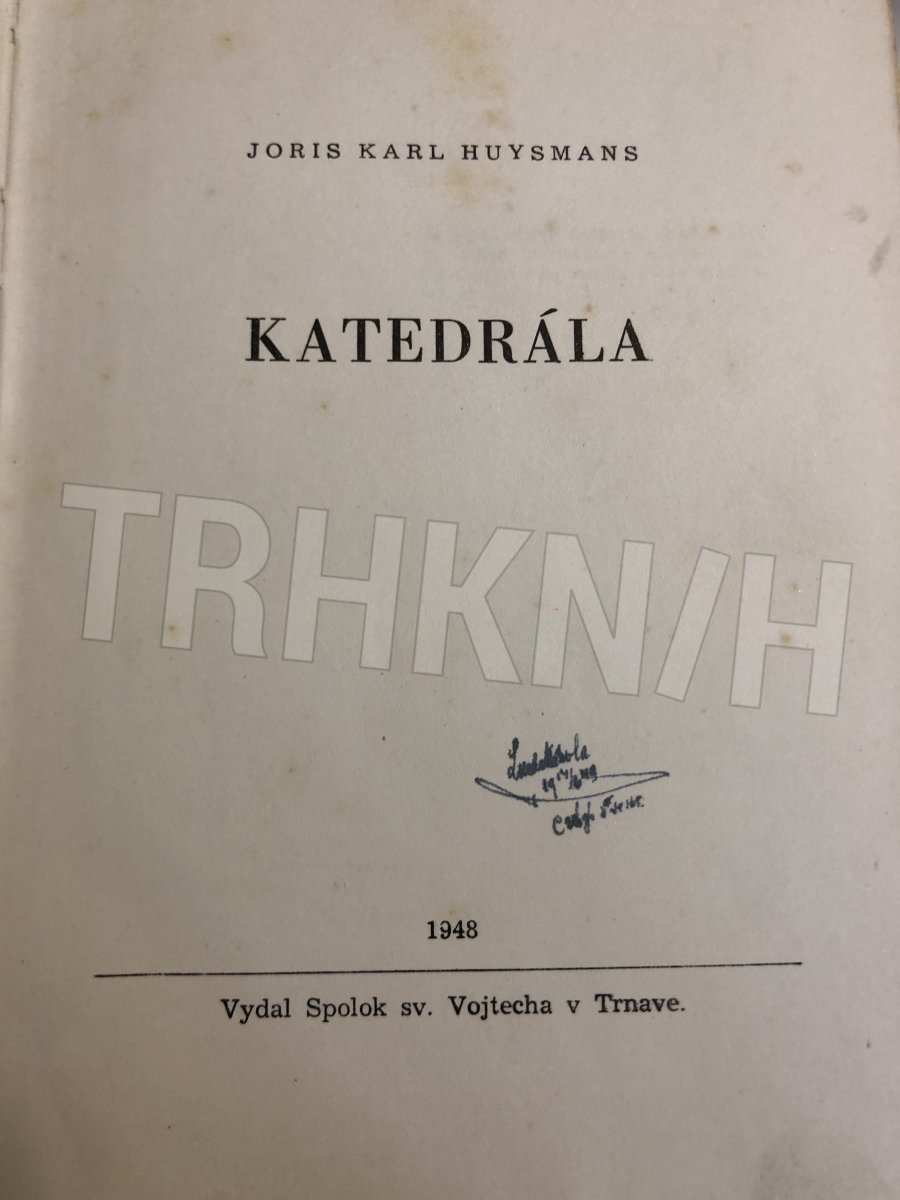 JORIS KARL HUYSMANS
KATEDRÁLA
TRHKNIH
1948
Vydal Spolok sv. Vojtecha v Trnave.